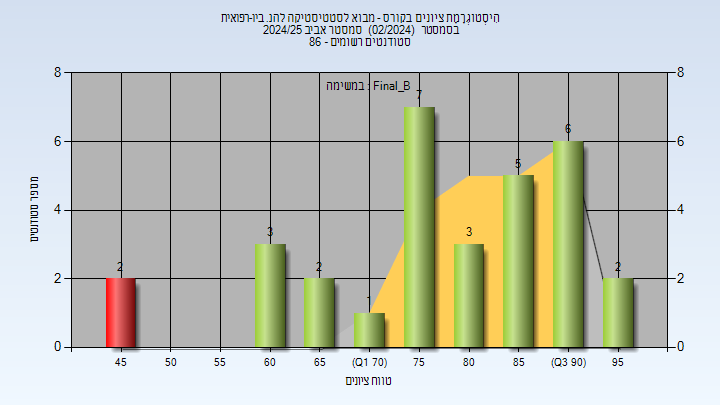 היסטוגרמת ציונים בקורס - מבוא לסטטיסטיקה להנ. ביו-רפואית
בסמסטר (02/2024) סמסטר אביב 2024/25
סטודנטים רשומים - 86
במשימה : Final_B
8 8
6 6
4 4
2 2
0 0
2 3 2 1 7 3 5 6 2
מספר סטודנטים
45 50 55 60 65 (Q1 70) 75 80 85 (Q3 90) 95
טווח ציונים